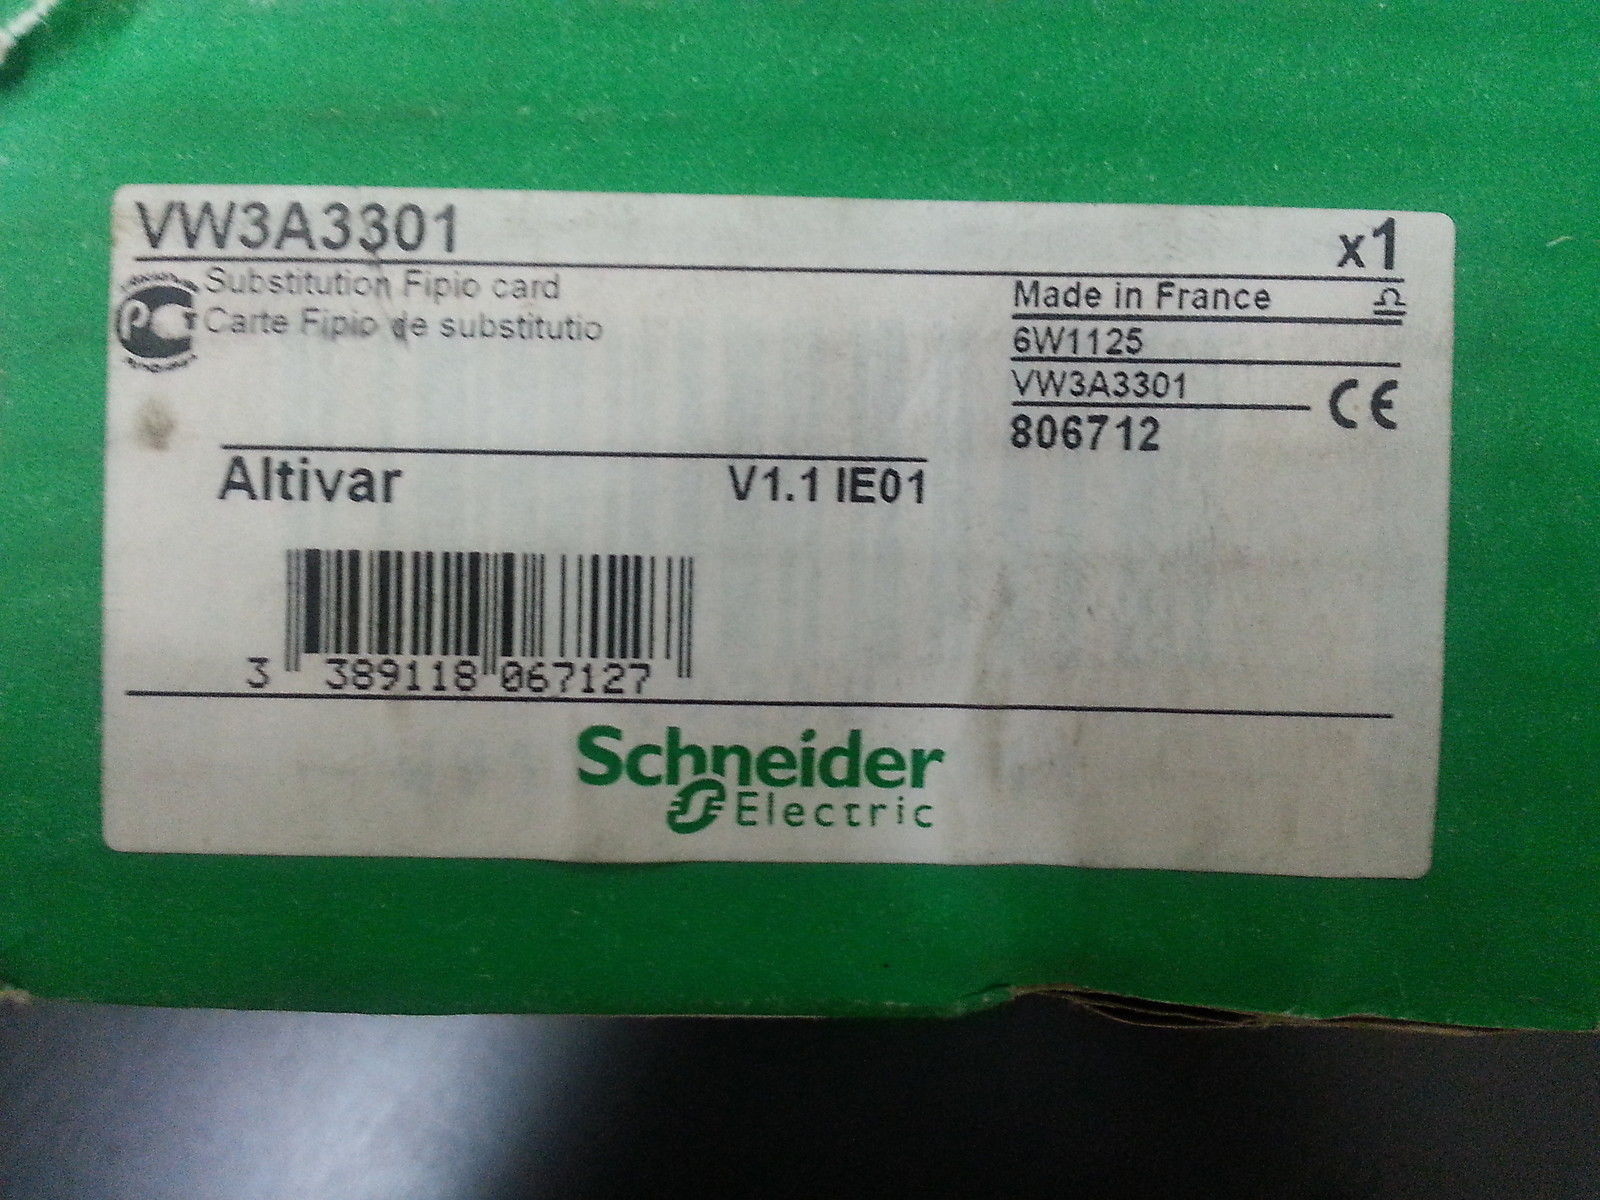 VW3A3301 x1
Substitution Fipio card
Carte Fipio de substitutio
Made in France
6W1125
VW3A3301
CE
806712
Altivar V1.1 IE01
3 389118 067127
Schneider
Electric